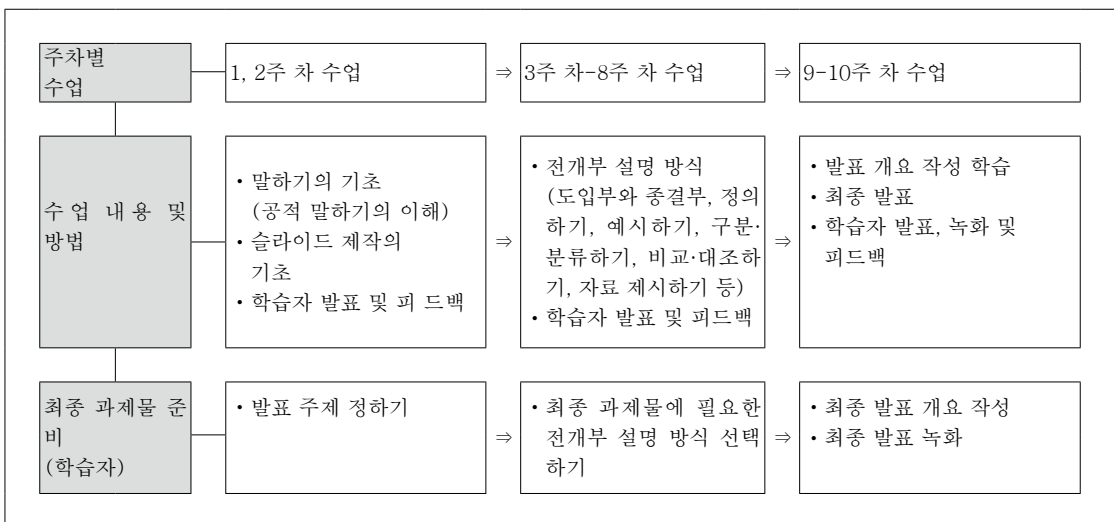 주차별
수업
1, 2주 차 수업
⇒
3주 차-8주 차 수업
⇒
9-10주 차 수업
수업 내용 및
방법
• 말하기의 기초
(공적 말하기의 이해)
• 슬라이드 제작의
기초
• 학습자 발표 및 피 드백
⇒
• 전개부 설명 방식
(도입부와 종결부, 정의
하기, 예시하기, 구분·
분류하기, 비교·대조하
기, 자료 제시하기 등)
• 학습자 발표 및 피드백
⇒
• 발표 개요 작성 학습
• 최종 발표
• 학습자 발표, 녹화 및
피드백
최종 과제물 준
비
(학습자)
• 발표 주제 정하기
⇒
• 최종 과제물에 필요한
전개부 설명 방식 선택
하기
⇒
• 최종 발표 개요 작성
• 최종 발표 녹화